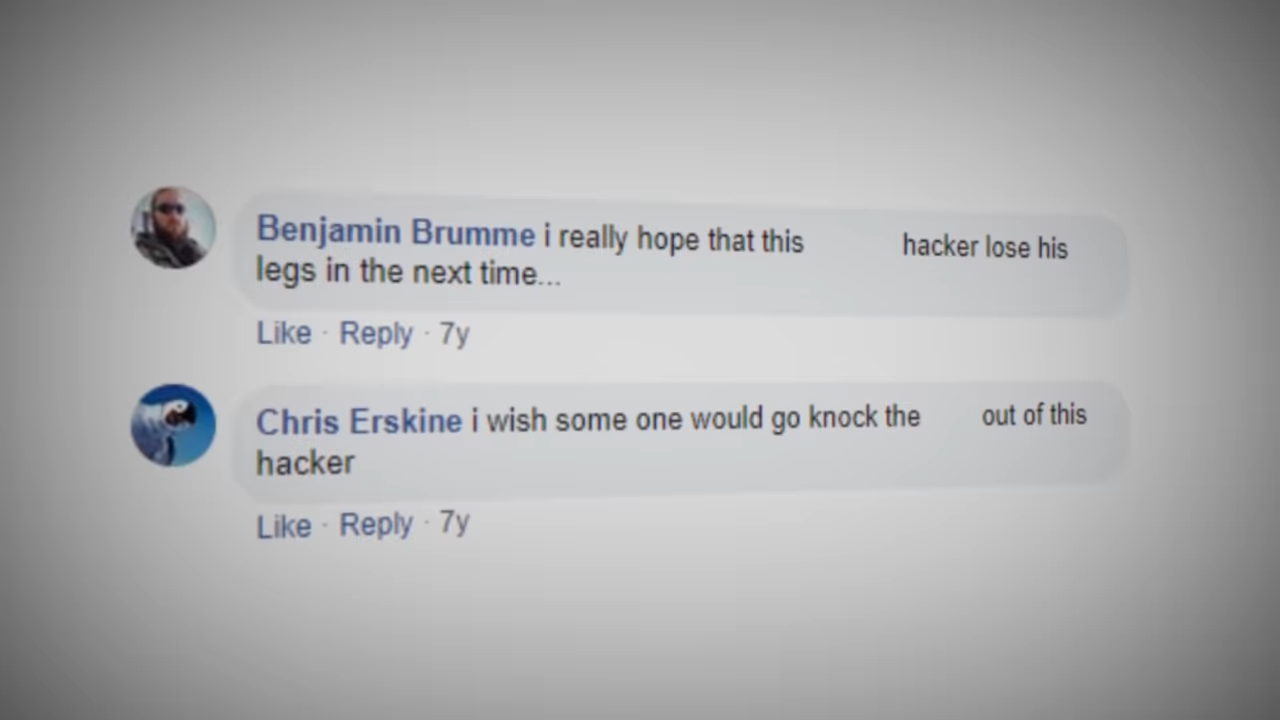 Benjamin Brumme i really hope that this hacker lose his
legs in the next time...
Like · Reply · 7y
Chris Erskine i wish some one would go knock the out of this
hacker
Like · Reply · 7y